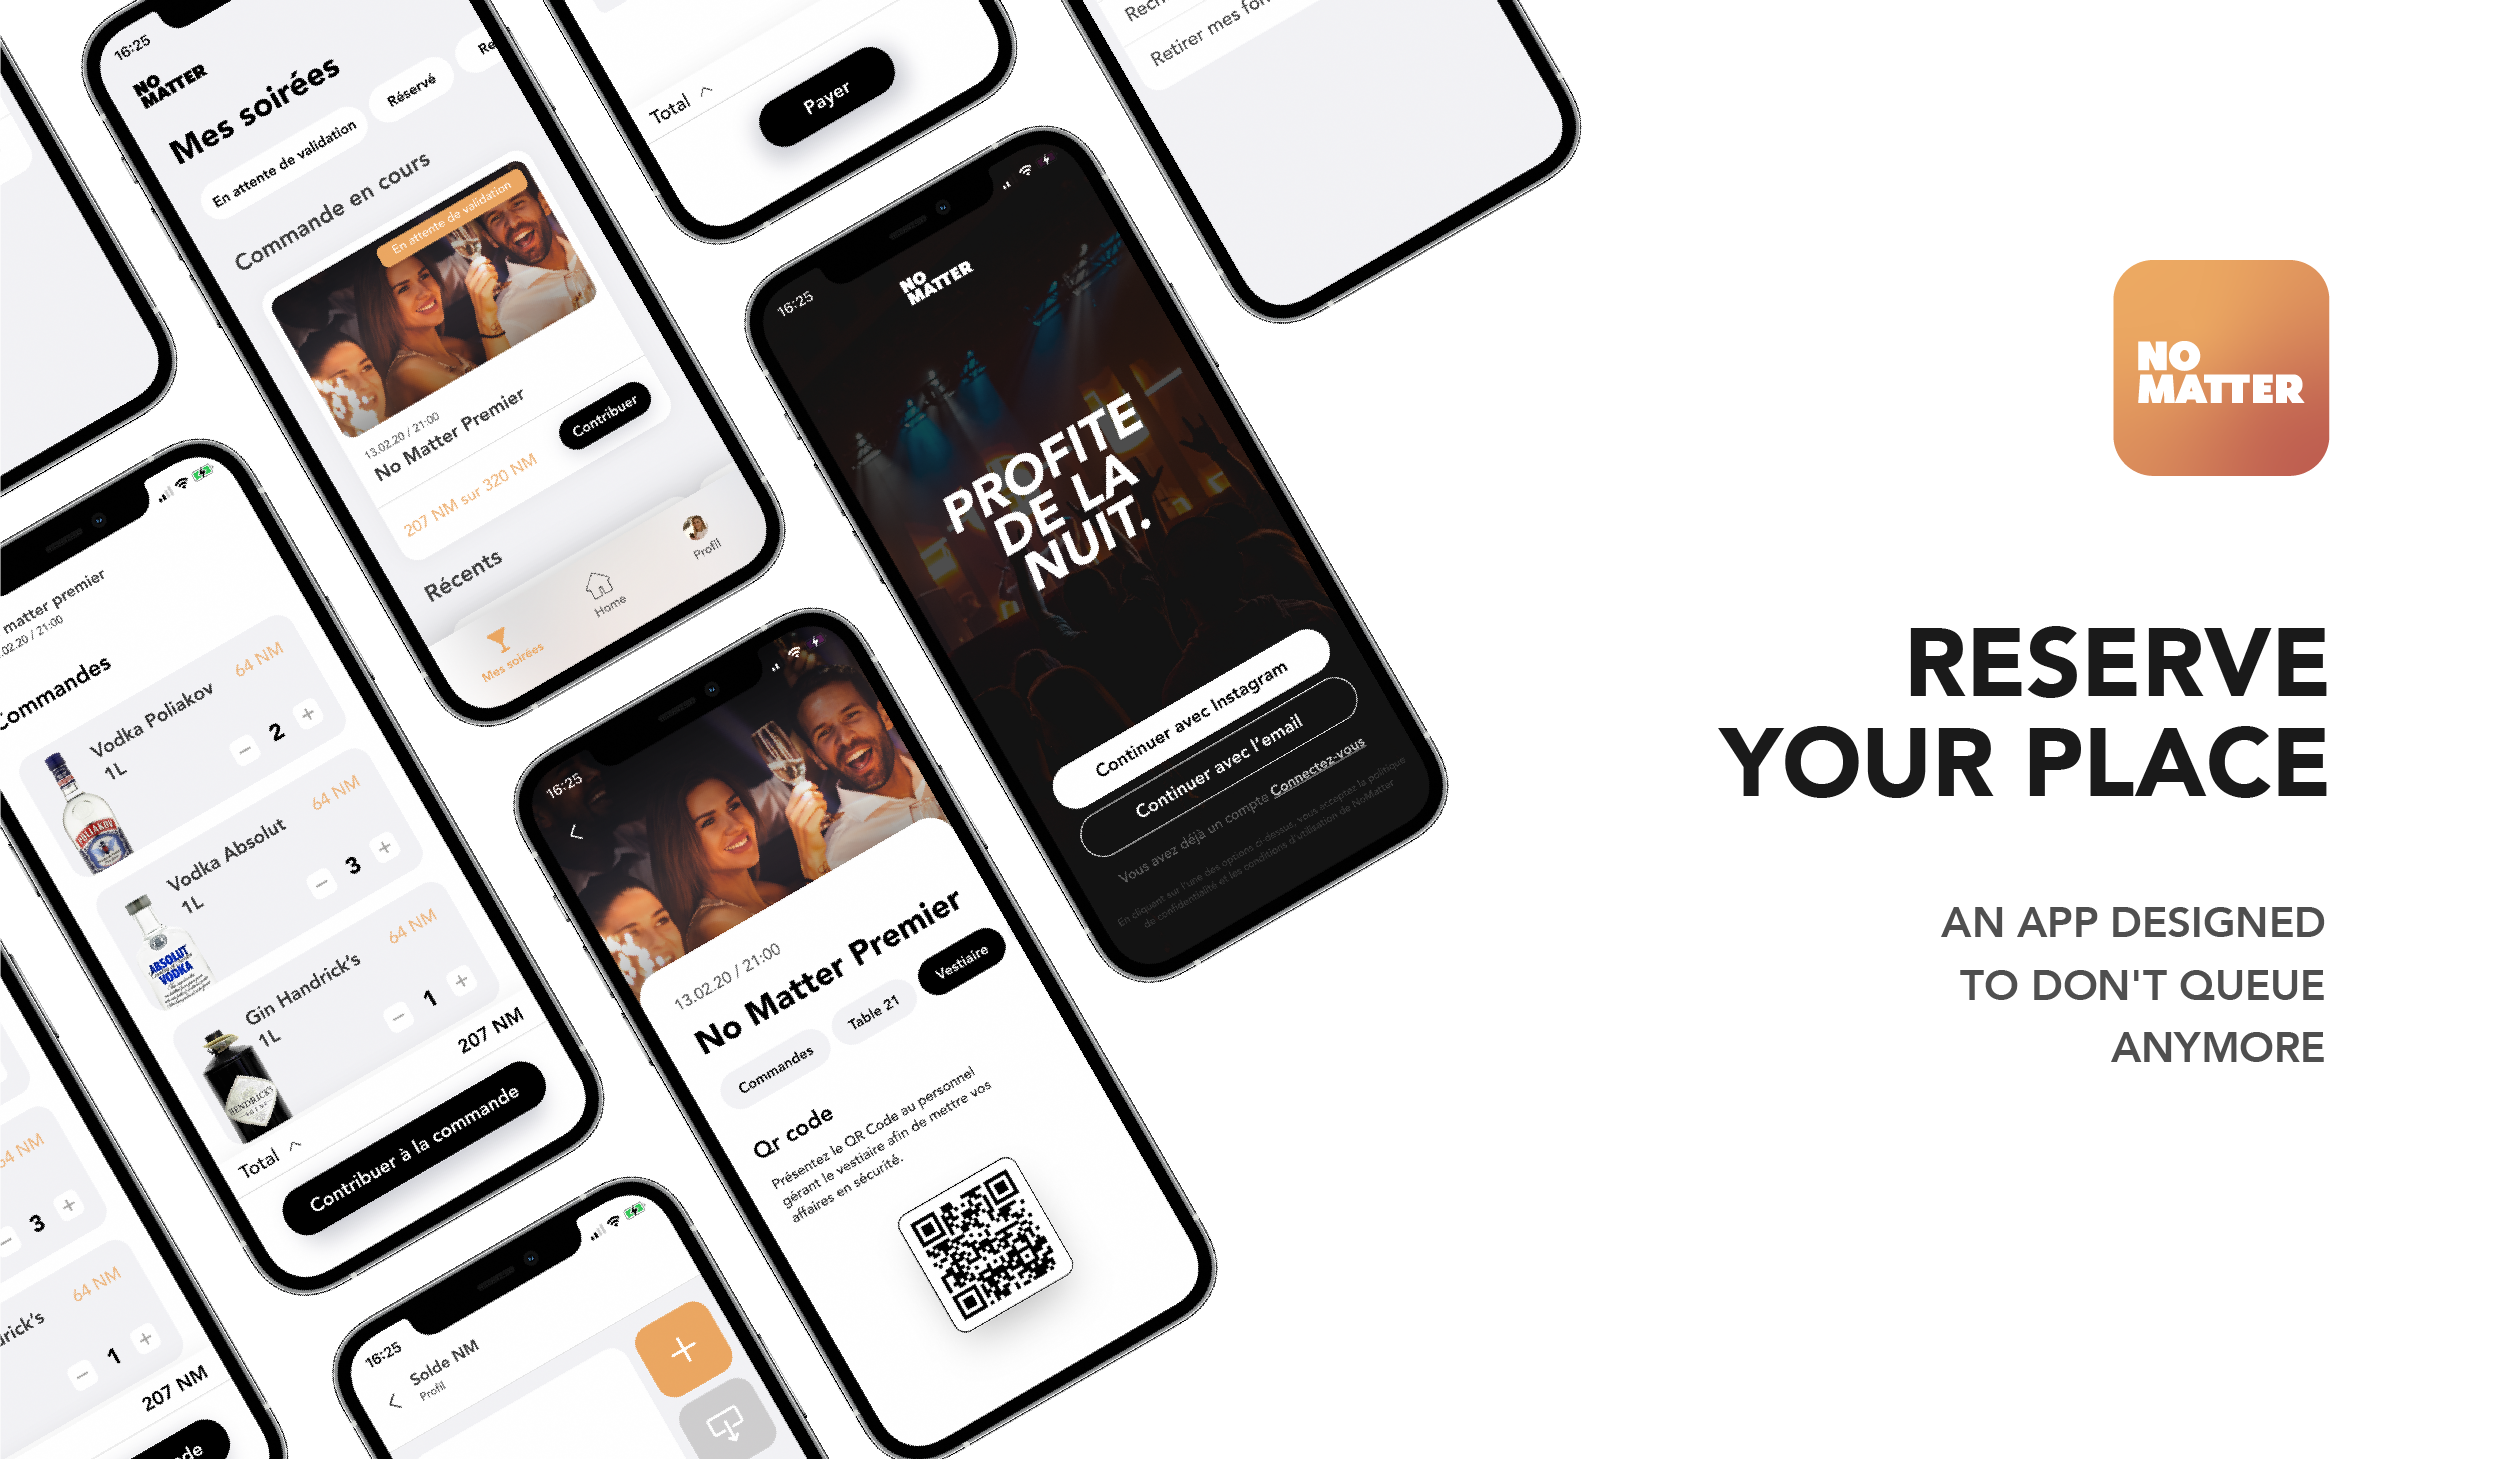 16:25
NO
MATTER
Mes soirées
En attente de validation
Réservé
Re
Commande en cours
En attente de validation
13.02.20 / 21:00
No Matter Premier
207 NM sur 320 NM
Contribuer
Récents
Mes soirées
Home
Profil
Total
Payer
Retirer mes fon
16:25
NO
MATTER
PROFITE
DE LA
NUIT.
Continuer avec Instagram
Continuer avec l'email
Vous avez déjà un compte Connectez-vous
En cliquant sur l'une des options ci-dessus, vous acceptez la politique
de confidentialité et les conditions d'utilisation de NoMatter
matter premier
.02.20 / 21:00
Commandes
Vodka Poliakov
1L
64 NM
2
POLIAKOV
Vodka Absolut
1L
64 NM
3
ABSOLUT
VODKA
Gin Handrick's
1L
64 NM
1
HENDRICK'S
Total
207 NM
Contribuer à la commande
16:25
13.02.20 / 21:00
No Matter Premier
Commandes
Table 21
Vestiaire
Qr code
Présentez le QR Code au personnel
gérant le vestiaire afin de mettre vos
affaires en sécurité.
64 NM
3
drick's
64 NM
1
207 NM
de
16:25
Solde NM
Profil
NO
MATTER
RESERVE
YOUR PLACE
AN APP DESIGNED
TO DON'T QUEUE
ANYMORE